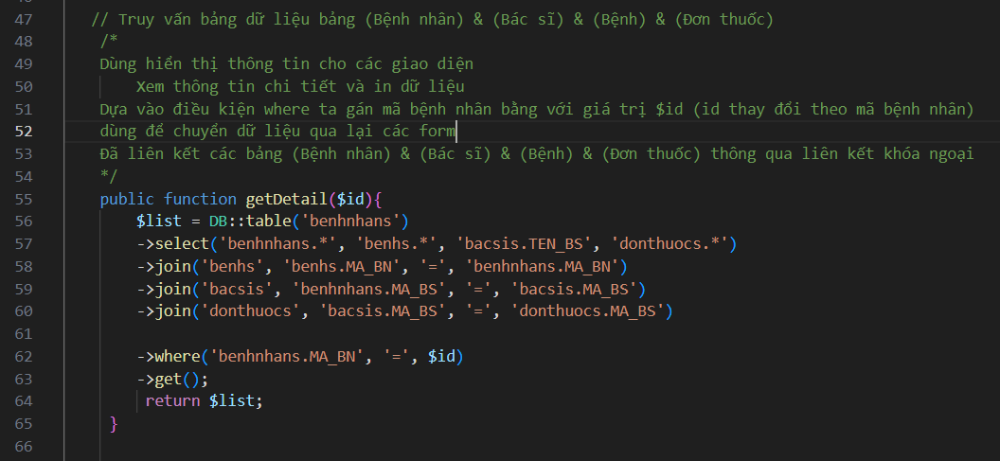 47 // Truy vấn bảng dữ liệu bảng (Bệnh nhân) & (Bác sĩ) & (Bệnh) & (Đơn thuốc)
48 /*
49 Dùng hiển thị thông tin cho các giao diện
50 Xem thông tin chi tiết và in dữ liệu
51 Dựa vào điều kiện where ta gán mã bệnh nhân bằng với giá trị $id (id thay đổi theo mã bệnh nhân)
52 dùng để chuyển dữ liệu qua lại các form
53 Đã liên kết các bảng (Bệnh nhân) & (Bác sĩ) & (Bệnh) & (Đơn thuốc) thông qua liên kết khóa ngoại
54 */
55 public function getDetail($id){
56 $list = DB::table('benhnhans')
57 ->select('benhnhans.*', 'benhs.*', 'bacsis.TEN_BS', 'donthuocs.*')
58 ->join('benhs', 'benhs.MA_BN', '=', 'benhnhans.MA_BN')
59 ->join('bacsis', 'benhnhans.MA_BS', '=', 'bacsis.MA_BS')
60 ->join('donthuocs', 'bacsis.MA_BS', '=', 'donthuocs.MA_BS')
61
62 ->where('benhnhans.MA_BN', '=', $id)
63 ->get();
64 return $list;
65 }
66